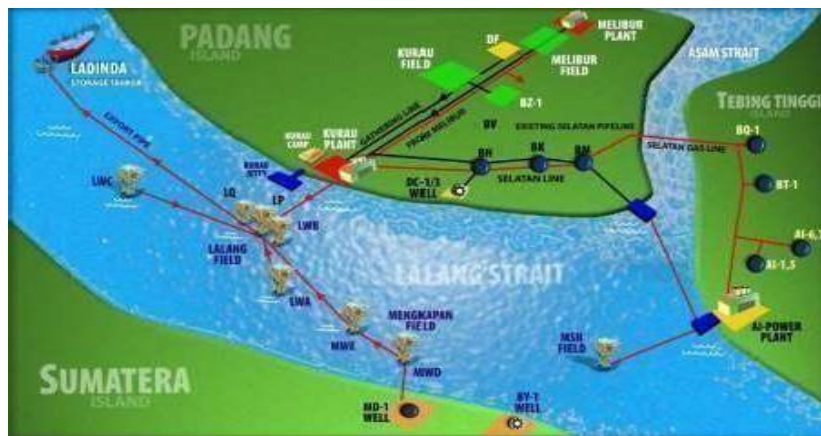 PADANG
ISLAND
LADINDA
STORAGE TANKER
EXPORT PIPE
KURAU
FIELD
DF
MELIBUR
PLANT
MELIBUR
FIELD
BZ-1
ASAM STRAIT
TEBING TINGGI
ISLAND
GATHERING LINE
FROM MELIBUR
BV
EXISTING SELATAN PIPELINE
SELATAN GAS LINE
BO-1
KURAU
CAMP
KURAU
PLANT
KURAU
JETTY
BH
BK
BN
SELATAN LINE
DC-1/3
WELL
BT-1
LWC
LQ
LP
LWB
LALANG
FIELD
LALANG STRAIT
AI-6,7
AI-1,5
LWA
MENGKAPAN
FIELD
MWE
MWD
MSH
FIELD
AI-POWER
PLANT
SUMATERA
ISLAND
MD-1
WELL
BY-1
WELL